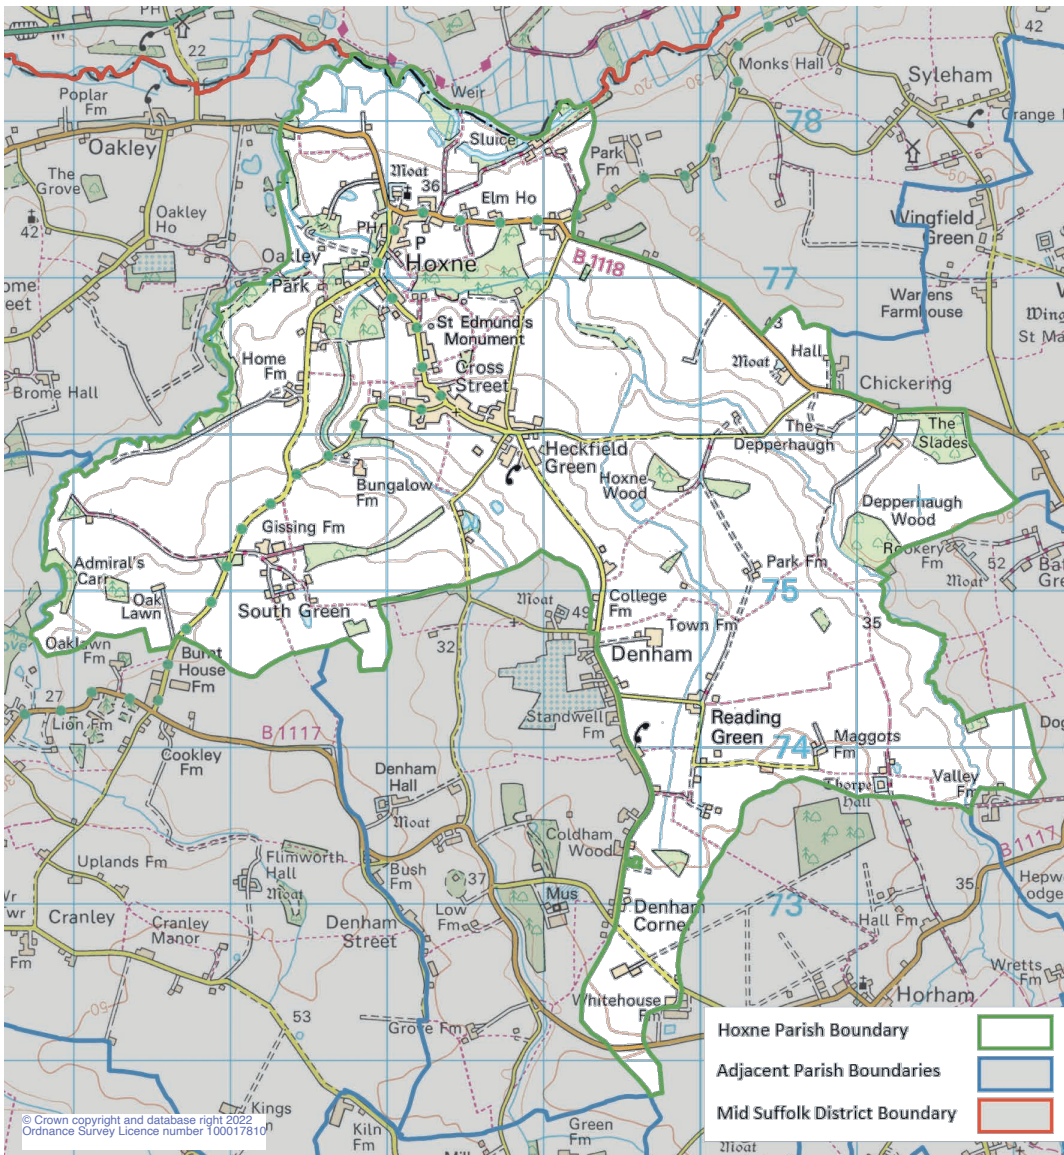 PH
22
42
Monks Hall
Syleham
Poplar
Fm
Weir
Oakley
Sluice
78
Park
Fm
50
The
Grove
Moat
36
Elm Ho
Oakley
Ho
42
PH
P
Wingfield
Green
Hoxne
B 1118
Oakley
Park
77
Warrens
Farmhouse
St Edmund's
Monument
43
Home
Fm
Moat
Hall
Cross
Street
Brome Hall
Chickering
The
Depperhaugh
The
Slades
Heckfield
Green
Hoxne
Wood
Bungalow
Fm
Depperhaugh
Wood
Gissing Fm
Rookery
Fm
Admiral's
Carr
Park Fm
52
Moat
75
Oak
Lawn
South Green
Moat
49
College
Fm
Town Fm
35
Oaklawn
Fm
32
Denham
Burnt
House
Fm
27
Lion Fm
Standwell
Fm
Reading
Green
B 1117
74
Maggots
Fm
Cookley
Fm
Denham
Hall
Thorpe
Hall
Valley
Fm
Moat
Coldham
Wood
B 1117
Uplands Fm
Flimworth
Hall
Moat
Bush
Fm
37
35
Mus
Cranley
Cranley
Manor
Denham
Street
Low
Fm
Denham
Corner
73
Hall Fm
Fm
Wretts
Fm
Whitehouse
Fm
Horham
50
53
Grove Fm
Hoxne Parish Boundary
Adjacent Parish Boundaries
Mid Suffolk District Boundary
Kings
© Crown copyright and database right 2022
Ordnance Survey Licence number 100017810
Kiln
Fm
Green
Fm
Moat